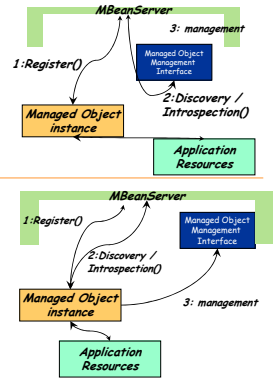 MBeanServer
3: management
1:Register()
Managed Object
Management
Interface
2:Discovery /
Introspection()
Managed Object
instance
Application
Resources
MBeanServer
1:Register()
Managed Object
Management
Interface
2:Discovery /
Introspection()
Managed Object
instance
3: management
Application
Resources